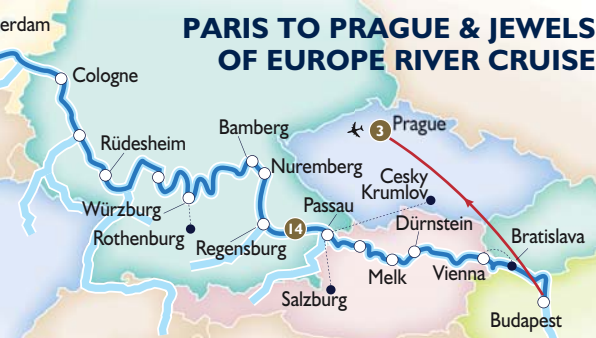 PARIS TO PRAGUE & JEWELS
OF EUROPE RIVER CRUISE
erdam
Cologne
Rüdesheim
Bamberg
Nuremberg
Würzburg
Rothenburg
Regensburg
14
Passau
3
Prague
Cesky
Krumlov
Dürnstein
Bratislava
Melk
Vienna
Salzburg
Budapest